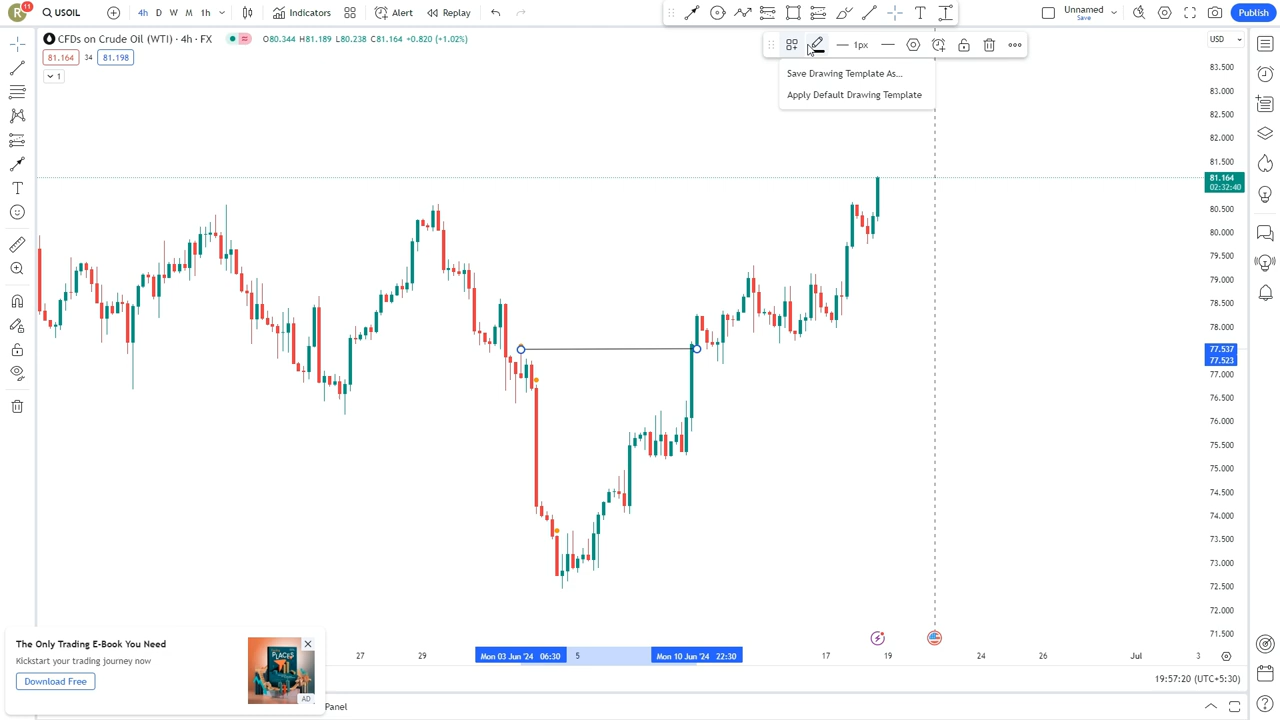 R 11 USOIL 4h D W M 1h Indicators Alert Replay Unnamed Save Publish
CFDs on Crude Oil (WTI) · 4h · FX O80.344 H81.189 L80.238 C81.164 +0.820 (+1.02%)
81.164 34 81.198
1
1px
Save Drawing Template As...
Apply Default Drawing Template
USD
83.500
83.000
82.500
82.000
81.500
81.164
02:32:40
80.500
80.000
79.500
79.000
78.500
78.000
77.537
77.523
77.000
76.500
76.000
75.500
75.000
74.500
74.000
73.500
73.000
72.500
72.000
71.500
27 29 Mon 03 Jun '24 06:30 5 Mon 10 Jun '24 22:30 17 19 24 26 Jul 3
19:57:20 (UTC+5:30)
Panel
The Only Trading E-Book You Need
Kickstart your trading journey now
Download Free
PLACES
AD